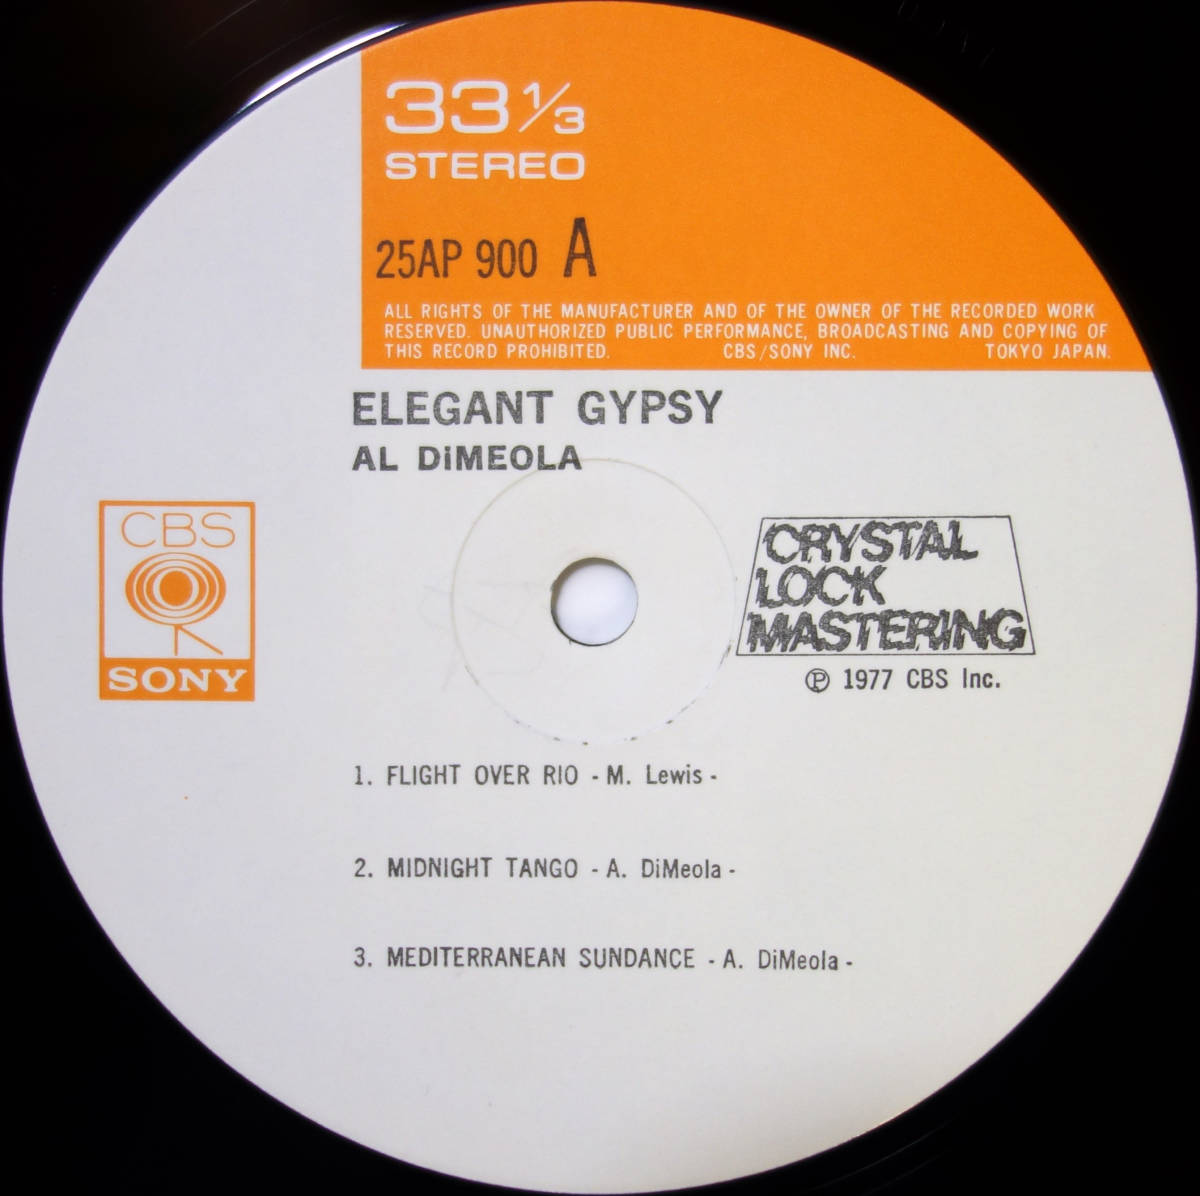 33 1/3
STEREO
25AP 900 A
ALL RIGHTS OF THE MANUFACTURER AND OF THE OWNER OF THE RECORDED WORK
RESERVED. UNAUTHORIZED PUBLIC PERFORMANCE, BROADCASTING AND COPYING OF
THIS RECORD PROHIBITED. CBS/SONY INC. TOKYO JAPAN.
ELEGANT GYPSY
AL DiMEOLA
CBS
SONY
CRYSTAL
LOCK
MASTERING
℗ 1977 CBS Inc.
1. FLIGHT OVER RIO - M. Lewis -
2. MIDNIGHT TANGO - A. DiMeola -
3. MEDITERRANEAN SUNDANCE - A. DiMeola -